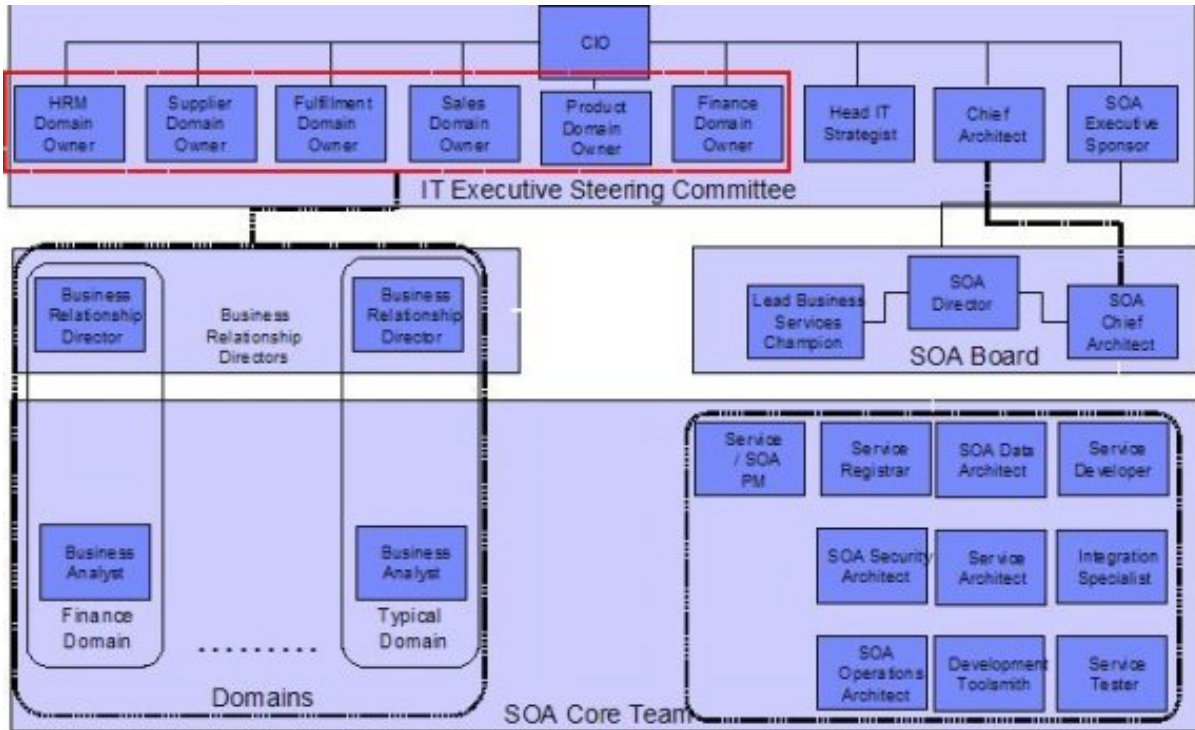 CIO
HRM
Domain
Owner
Supplier
Domain
Owner
Fulfillment
Domain
Owner
Sales
Domain
Owner
Product
Domain
Owner
Finance
Domain
Owner
Head IT
Strategist
Chief
Architect
SOA
Executive
Sponsor
IT Executive Steering Committee
Business
Relationship
Director
Business
Relationship
Directors
Business
Relationship
Director
Lead Business
Services
Champion
SOA
Director
SOA
Chief
Architect
SOA Board
Business
Analyst
Finance
Domain
.........
Business
Analyst
Typical
Domain
Domains
Service
/ SOA
PM
Service
Registrar
SOA Data
Architect
Service
Developer
SOA Security
Architect
Service
Architect
Integration
Specialist
SOA
Operations
Architect
Development
Toolsmith
Service
Tester
SOA Core Team